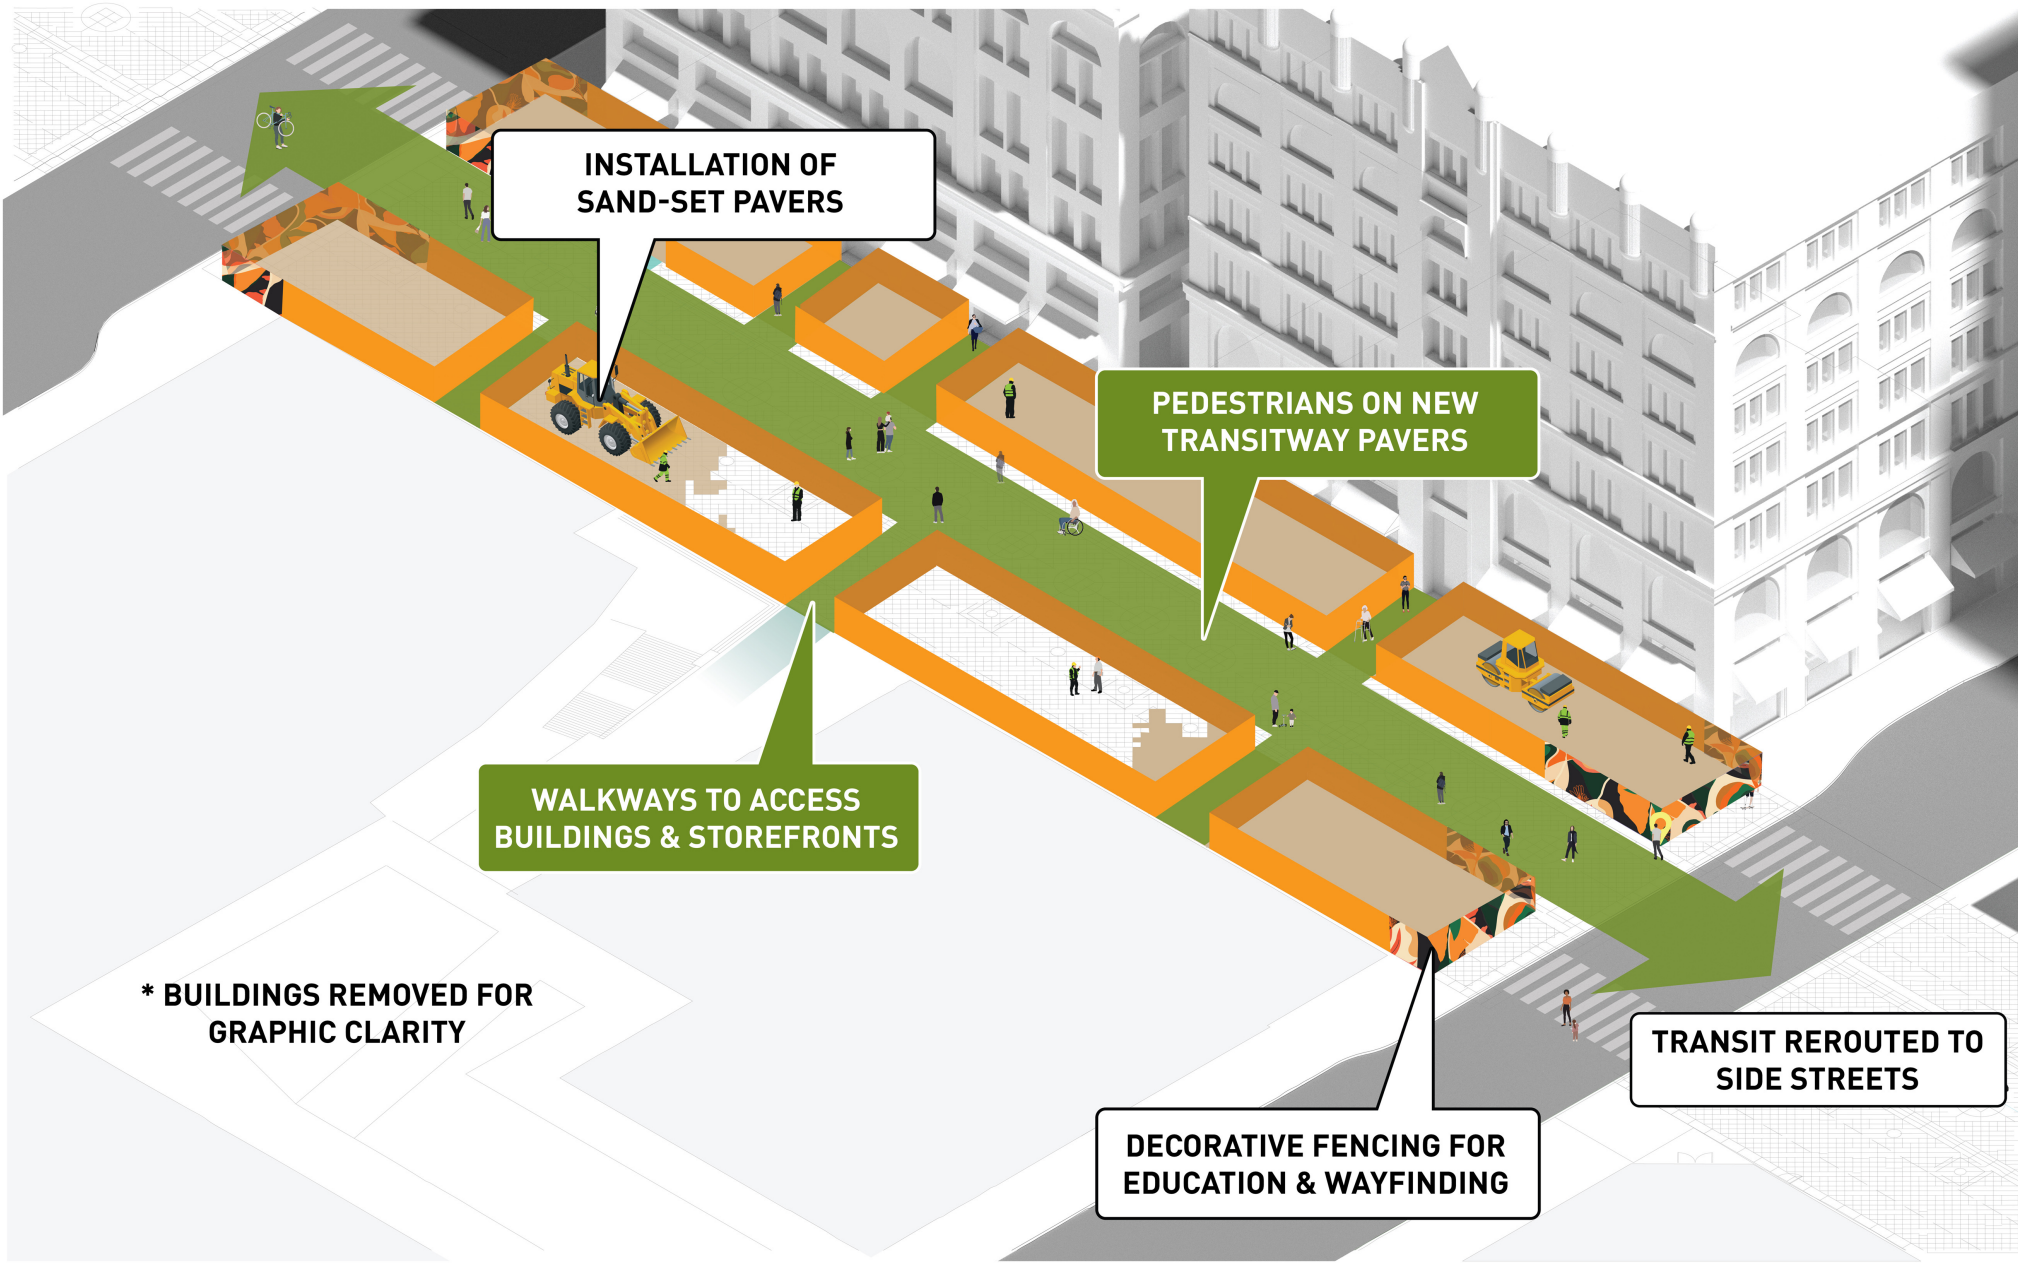 INSTALLATION OF
SAND-SET PAVERS
PEDESTRIANS ON NEW
TRANSITWAY PAVERS
WALKWAYS TO ACCESS
BUILDINGS & STOREFRONTS
* BUILDINGS REMOVED FOR
GRAPHIC CLARITY
TRANSIT REROUTED TO
SIDE STREETS
DECORATIVE FENCING FOR
EDUCATION & WAYFINDING